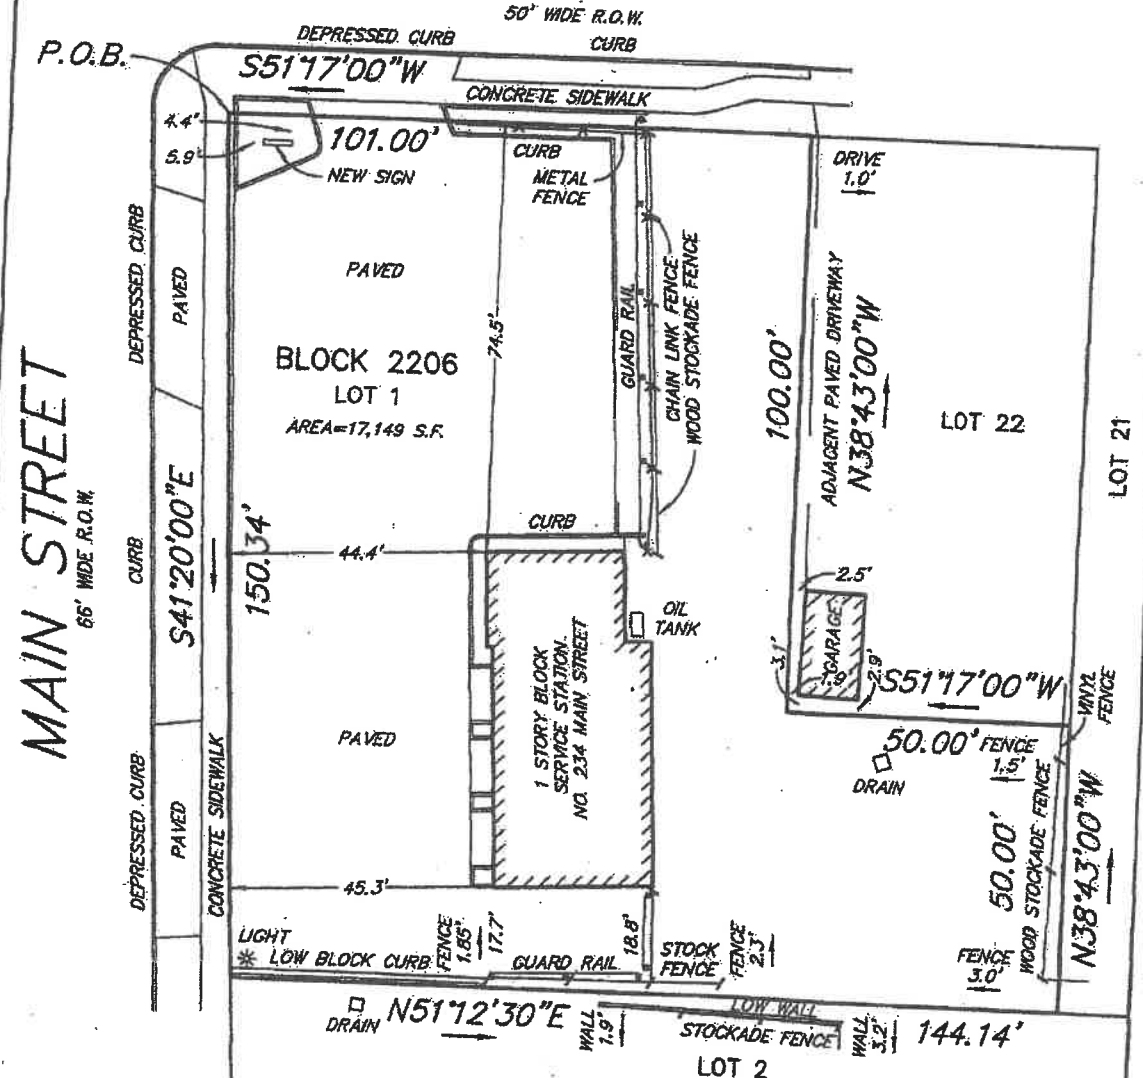 50' WIDE R.O.W.
DEPRESSED CURB
CURB
P.O.B.
S51°17'00"W
CONCRETE SIDEWALK
4.4'
5.9'
101.00'
NEW SIGN
CURB
METAL
FENCE
DRIVE
1.0'
DEPRESSED CURB
PAVED
PAVED
BLOCK 2206
LOT 1
AREA=17,149 S.F.
74.5'
GUARD RAIL
CHAIN LINK FENCE
WOOD STOCKADE FENCE
100.00'
ADJACENT PAVED DRIVEWAY
N38°43'00"W
LOT 22
LOT 21
MAIN STREET
66' WIDE R.O.W.
CURB
S41°20'00"E
150.34'
CURB
44.4'
OIL
TANK
2.5'
GARAGE
3.1'
1.9'
2.9'
S51°17'00"W
VINYL
FENCE
1 STORY BLOCK
SERVICE STATION
NO. 234 MAIN STREET
PAVED
50.00'
FENCE
1.5'
DRAIN
DEPRESSED CURB
PAVED
CONCRETE SIDEWALK
50.00'
WOOD STOCKADE FENCE
N38°43'00"W
45.3'
LIGHT
LOW BLOCK CURB
FENCE
1.85'
17.7'
GUARD RAIL
18.8'
STOCK
FENCE
FENCE
2.3'
FENCE
3.0'
DRAIN
N51°12'30"E
WALL
1.9'
LOW WALL
STOCKADE FENCE
WALL
3.2'
144.14'
LOT 2